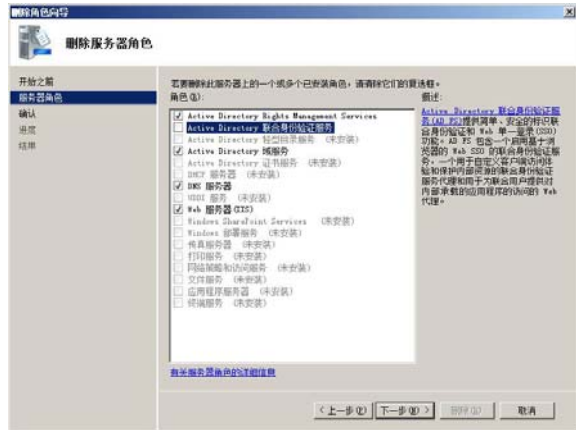 删除角色向导
删除服务器角色
开始之前
服务器角色
确认
进度
结果
若要删除此服务器上的一个或多个已安装角色，请清除它们的复选框。
角色(R):
Active Directory Rights Management Services
Active Directory 联合身份验证服务
Active Directory 轻型目录服务 (未安装)
Active Directory 域服务
Active Directory 证书服务 (未安装)
DHCP 服务器 (未安装)
DNS 服务器
UDDI 服务 (未安装)
Web 服务器(IIS)
Windows SharePoint Services (未安装)
Windows 部署服务 (未安装)
传真服务器 (未安装)
打印服务 (未安装)
网络策略和访问服务 (未安装)
文件服务 (未安装)
应用程序服务器 (未安装)
终端服务 (未安装)
有关服务器角色的详细信息
描述:
Active Directory 联合身份验证服
务(AD FS)提供简单、安全的标识联
合身份验证和 Web 单一登录(SSO)
功能。AD FS 包含一个启用基于浏
览器的 Web SSO 的联合身份验证服
务，一个用于自定义客户端访问体
验和保护内部资源的联合身份验证
服务代理和用于为联合用户提供对
内部承载的应用程序的访问的 Web
代理。
<上一步(P)
下一步(N)>
删除
取消